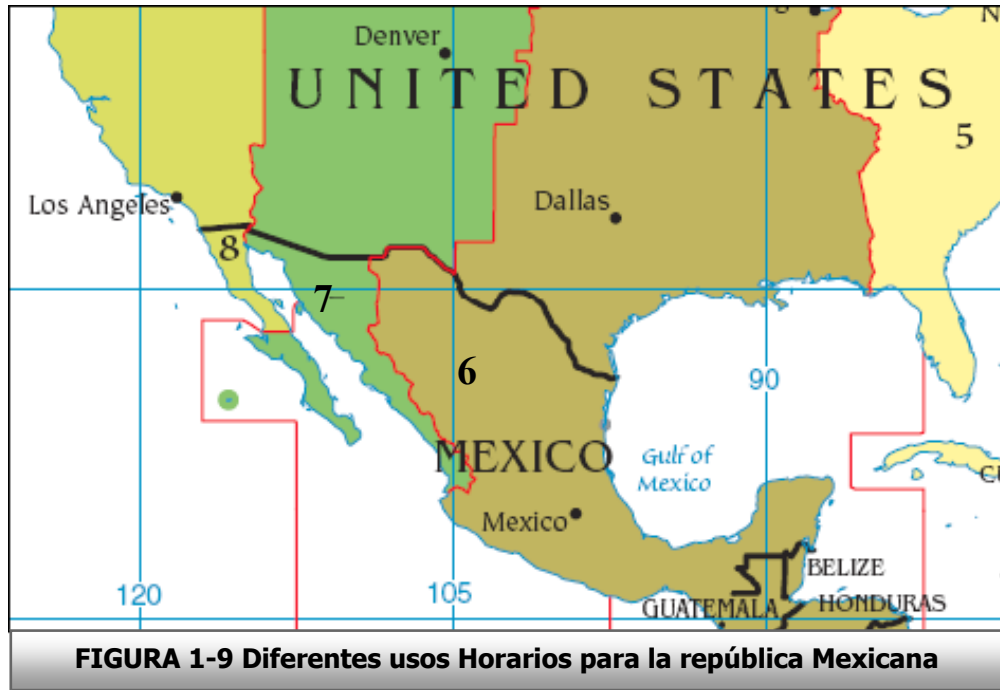 Denver
N
UNITED STATES
5
Los Angeles
Dallas
8
7
6
90
MEXICO
Gulf of
Mexico
Mexico
CU
BELIZE
120
105
GUATEMALA
HONDURAS
FIGURA 1-9 Diferentes usos Horarios para la república Mexicana